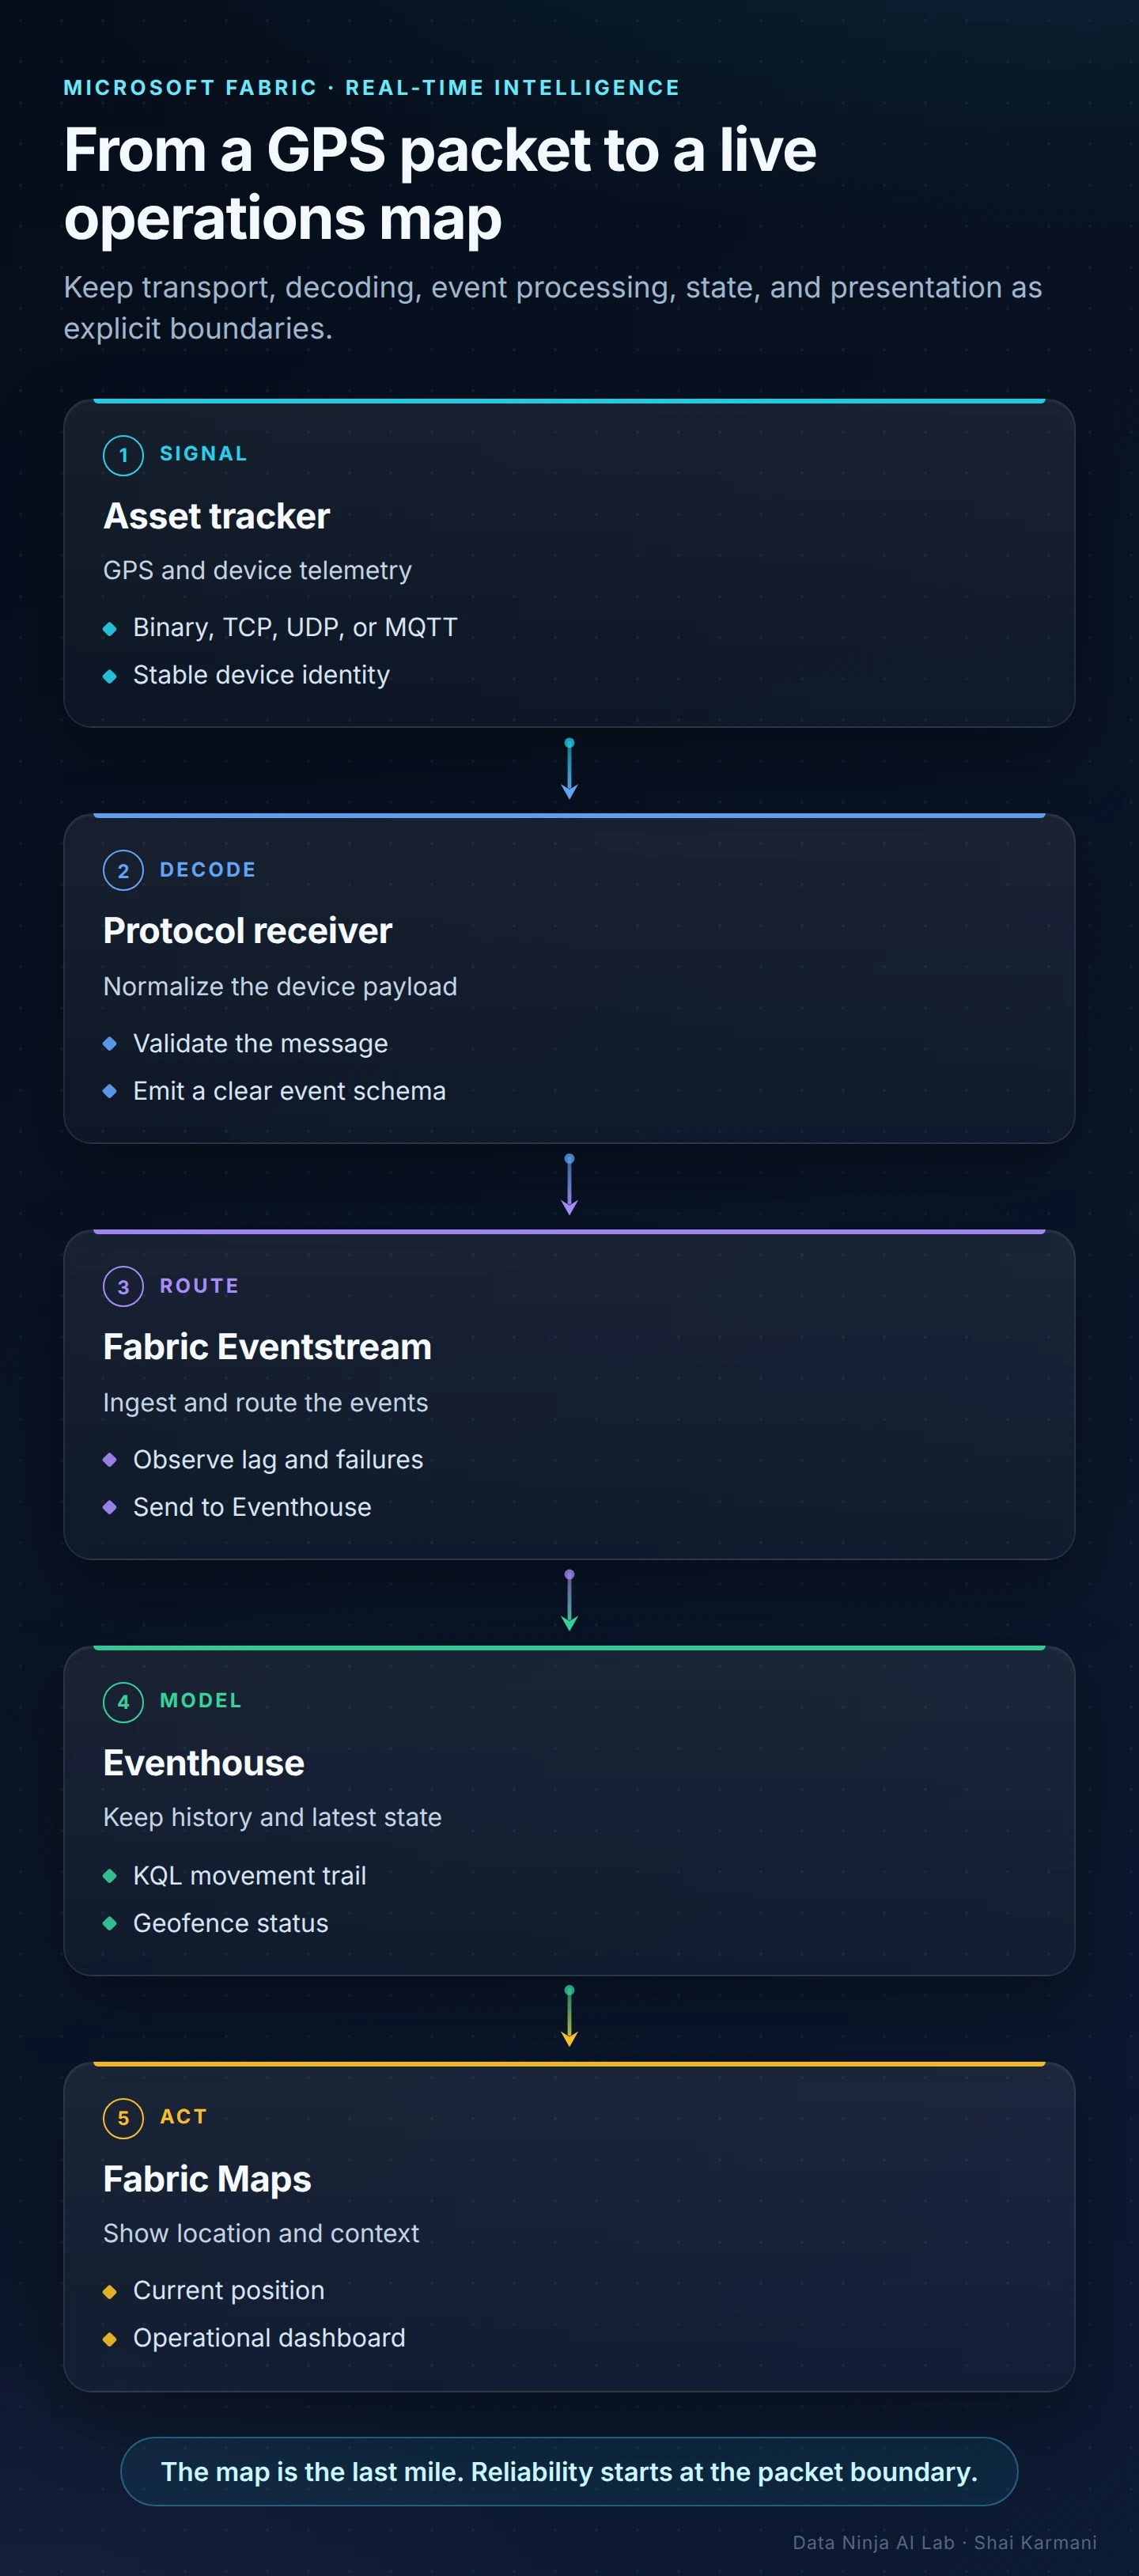 MICROSOFT FABRIC · REAL-TIME INTELLIGENCE
From a GPS packet to a live
operations map
Keep transport, decoding, event processing, state, and presentation as
explicit boundaries.
1 SIGNAL
Asset tracker
GPS and device telemetry
Binary, TCP, UDP, or MQTT
Stable device identity
2 DECODE
Protocol receiver
Normalize the device payload
Validate the message
Emit a clear event schema
3 ROUTE
Fabric Eventstream
Ingest and route the events
Observe lag and failures
Send to Eventhouse
4 MODEL
Eventhouse
Keep history and latest state
KQL movement trail
Geofence status
5 ACT
Fabric Maps
Show location and context
Current position
Operational dashboard
The map is the last mile. Reliability starts at the packet boundary.
Data Ninja AI Lab · Shai Karmani